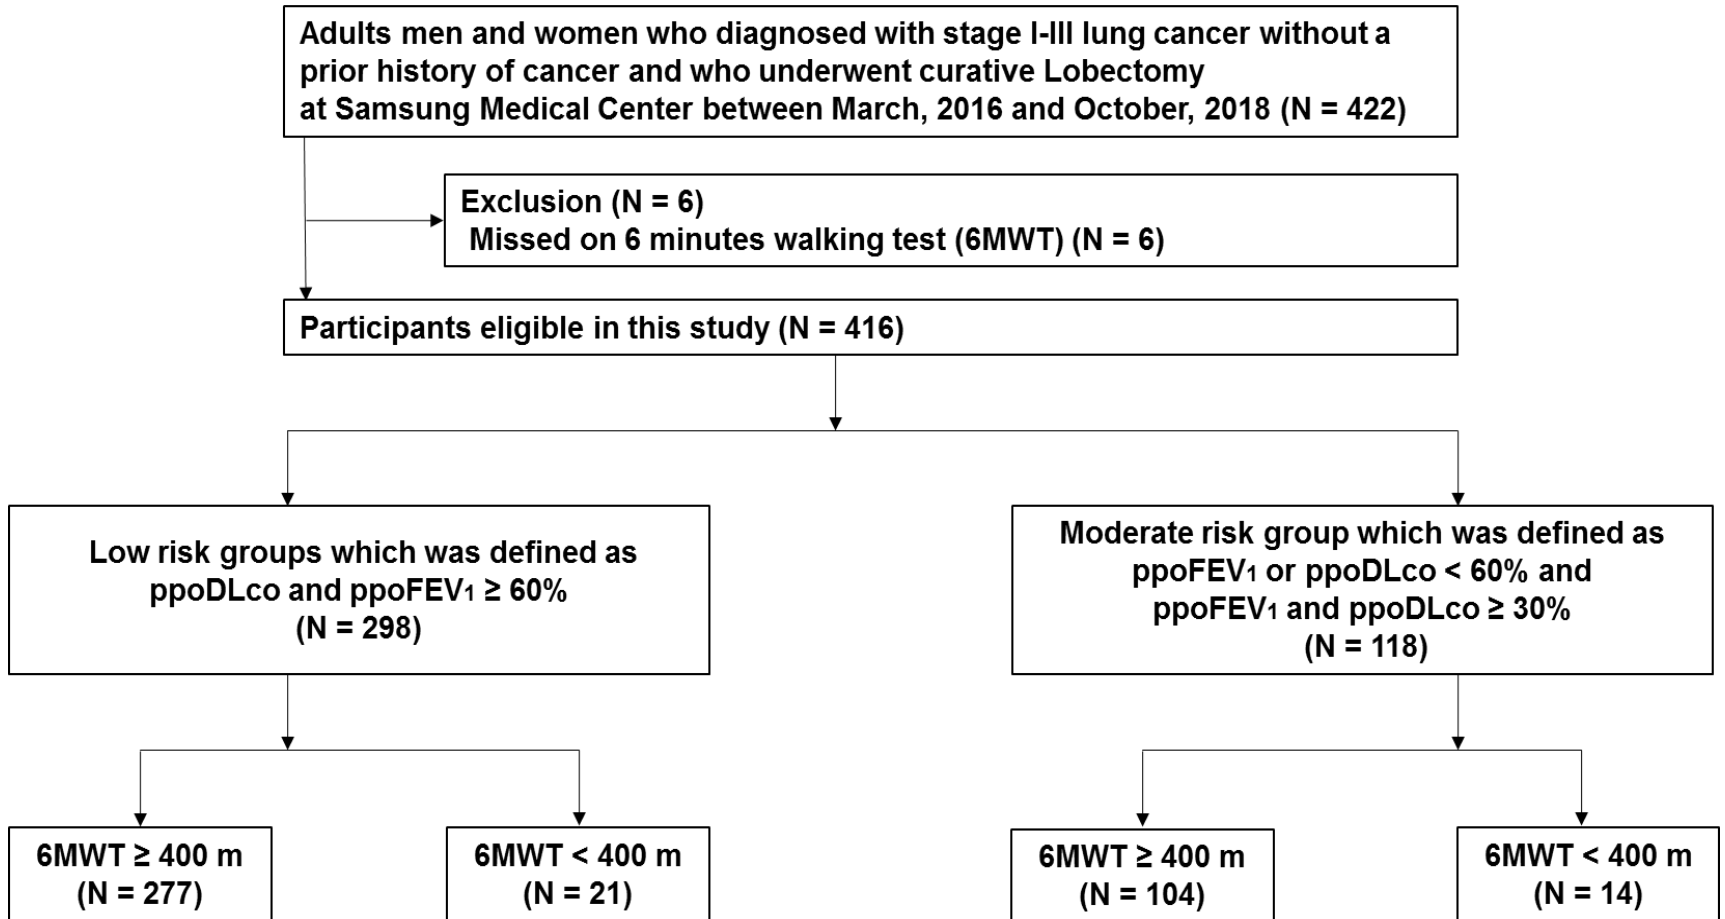 Adults men and women who diagnosed with stage I-III lung cancer without a
prior history of cancer and who underwent curative Lobectomy
at Samsung Medical Center between March, 2016 and October, 2018 (N = 422)
Exclusion (N = 6)
Missed on 6 minutes walking test (6MWT) (N = 6)
Participants eligible in this study (N = 416)
Low risk groups which was defined as
ppoDLco and ppoFEV₁ ≥ 60%
(N = 298)
Moderate risk group which was defined as
ppoFEV₁ or ppoDLco < 60% and
ppoFEV₁ and ppoDLco ≥ 30%
(N = 118)
6MWT ≥ 400 m
(N = 277)
6MWT < 400 m
(N = 21)
6MWT ≥ 400 m
(N = 104)
6MWT < 400 m
(N = 14)